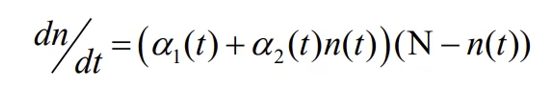 dn/dt = (α₁(t) + α₂(t)n(t))(N − n(t))